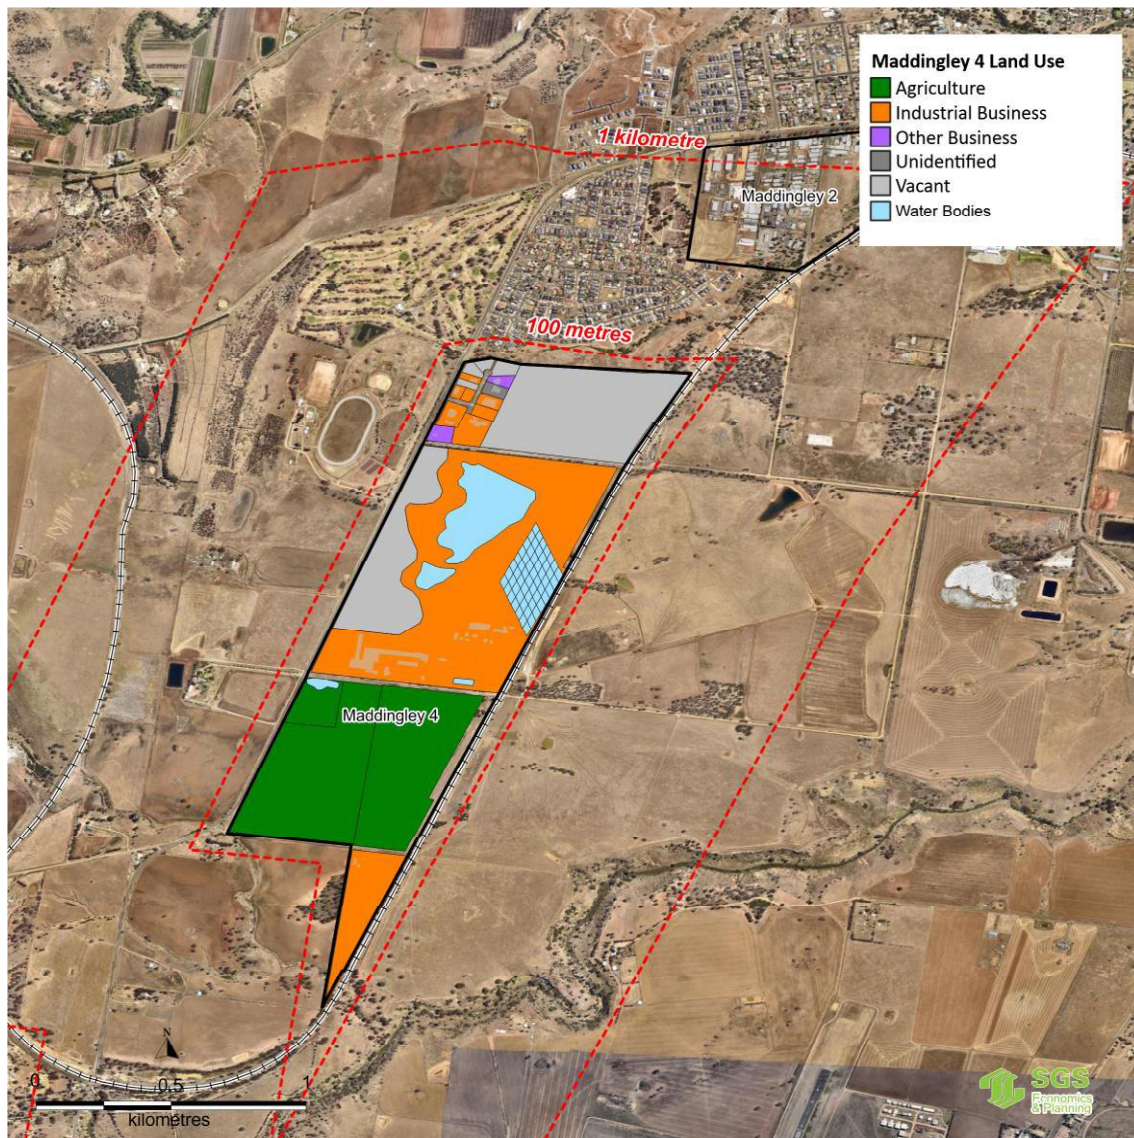 Maddingley 4 Land Use
Agriculture
Industrial Business
Other Business
Unidentified
Vacant
Water Bodies
1 kilometre
Maddingley 2
100 metres
Maddingley 4
N
0 0.5 1
kilometres
SGS
Economics
& Planning